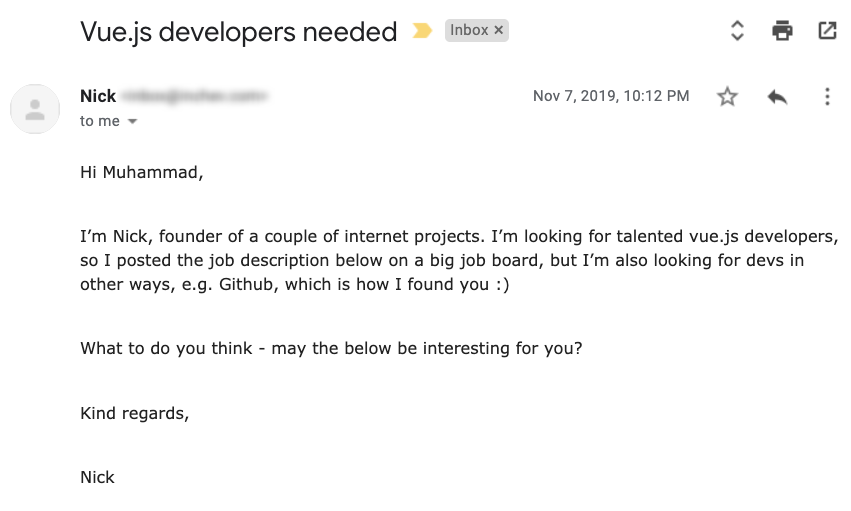 Vue.js developers needed Inbox ×
Nick
Nov 7, 2019, 10:12 PM
to me
Hi Muhammad,
I’m Nick, founder of a couple of internet projects. I’m looking for talented vue.js developers,
so I posted the job description below on a big job board, but I’m also looking for devs in
other ways, e.g. Github, which is how I found you :)
What to do you think - may the below be interesting for you?
Kind regards,
Nick